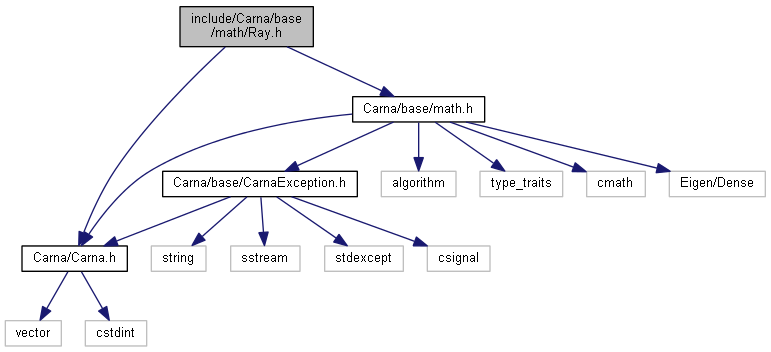 include/Carna/base
/math/Ray.h
Carna/base/math.h
Carna/base/CarnaException.h
algorithm
type_traits
cmath
Eigen/Dense
Carna/Carna.h
string
sstream
stdexcept
csignal
vector
cstdint